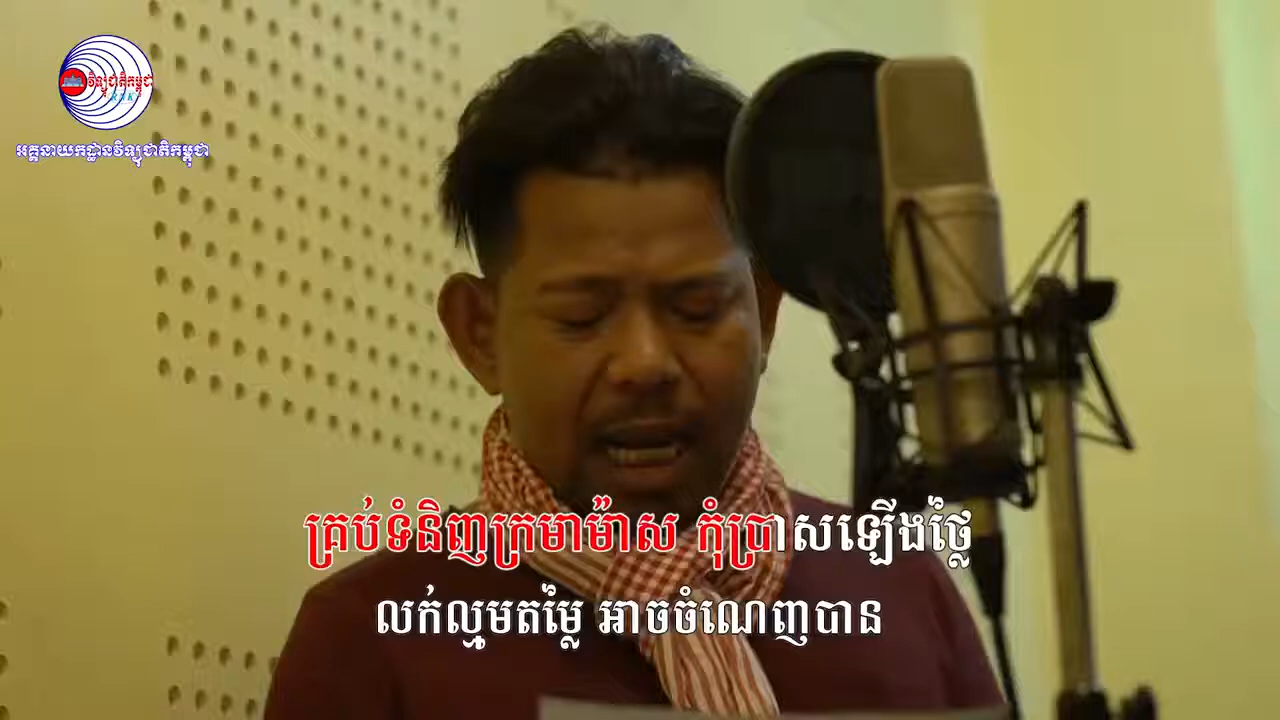 វិទ្យុជាតិកម្ពុជា
អគ្គនាយកដ្ឋានវិទ្យុជាតិកម្ពុជា
គ្រប់ទំនិញក្រមាម៉ាស កុំប្រាសឡើងថ្លៃ
លក់ល្មមតម្លៃ អាចចំណេញបាន